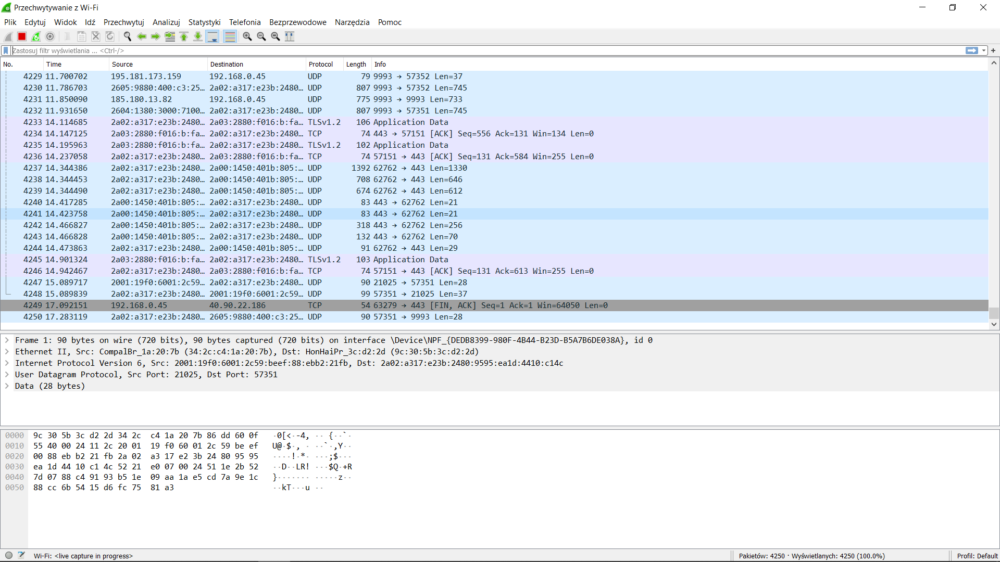 Przechwytywanie z Wi-Fi
Plik Edytuj Widok Idź Przechwytuj Analizuj Statystyki Telefonia Bezprzewodowe Narzędzia Pomoc
Zastosuj filtr wyświetlania ... <Ctrl-/>
No. Time Source Destination Protocol Length Info
4229 11.700702 195.181.173.159 192.168.0.45 UDP 79 9993 → 57352 Len=37
4230 11.786703 2605:9880:400:c3:25… 2a02:a317:e23b:2480… UDP 807 9993 → 57352 Len=745
4231 11.850090 185.180.13.82 192.168.0.45 UDP 775 9993 → 9993 Len=733
4232 11.931650 2604:1380:3000:7100… 2a02:a317:e23b:2480… UDP 807 9993 → 57351 Len=745
4233 14.114685 2a02:a317:e23b:2480… 2a03:2880:f016:b:fa… TLSv1.2 106 Application Data
4234 14.147125 2a03:2880:f016:b:fa… 2a02:a317:e23b:2480… TCP 74 443 → 57151 [ACK] Seq=556 Ack=131 Win=134 Len=0
4235 14.195963 2a03:2880:f016:b:fa… 2a02:a317:e23b:2480… TLSv1.2 102 Application Data
4236 14.237058 2a02:a317:e23b:2480… 2a03:2880:f016:b:fa… TCP 74 57151 → 443 [ACK] Seq=131 Ack=584 Win=255 Len=0
4237 14.344386 2a02:a317:e23b:2480… 2a00:1450:401b:805:… UDP 1392 62762 → 443 Len=1330
4238 14.344453 2a02:a317:e23b:2480… 2a00:1450:401b:805:… UDP 708 62762 → 443 Len=646
4239 14.344490 2a02:a317:e23b:2480… 2a00:1450:401b:805:… UDP 674 62762 → 443 Len=612
4240 14.417285 2a00:1450:401b:805:… 2a02:a317:e23b:2480… UDP 83 443 → 62762 Len=21
4241 14.423758 2a00:1450:401b:805:… 2a02:a317:e23b:2480… UDP 83 443 → 62762 Len=21
4242 14.466827 2a00:1450:401b:805:… 2a02:a317:e23b:2480… UDP 318 443 → 62762 Len=256
4243 14.466828 2a00:1450:401b:805:… 2a02:a317:e23b:2480… UDP 132 443 → 62762 Len=70
4244 14.473863 2a02:a317:e23b:2480… 2a00:1450:401b:805:… UDP 91 62762 → 443 Len=29
4245 14.901324 2a03:2880:f016:b:fa… 2a02:a317:e23b:2480… TLSv1.2 103 Application Data
4246 14.942467 2a02:a317:e23b:2480… 2a03:2880:f016:b:fa… TCP 74 57151 → 443 [ACK] Seq=131 Ack=613 Win=255 Len=0
4247 15.089717 2001:19f0:6001:2c59… 2a02:a317:e23b:2480… UDP 90 21025 → 57351 Len=28
4248 15.089839 2a02:a317:e23b:2480… 2001:19f0:6001:2c59… UDP 99 57351 → 21025 Len=37
4249 17.092151 192.168.0.45 40.90.22.186 TCP 54 63279 → 443 [FIN, ACK] Seq=1 Ack=1 Win=64050 Len=0
4250 17.283119 2a02:a317:e23b:2480… 2605:9880:400:c3:25… UDP 90 57351 → 9993 Len=28
Frame 1: 90 bytes on wire (720 bits), 90 bytes captured (720 bits) on interface \Device\NPF_{DEDB8399-980F-4B44-B23D-B5A7B6DE038A}, id 0
Ethernet II, Src: CompalBr_1a:20:7b (34:2c:c4:1a:20:7b), Dst: HonHaiPr_3c:d2:2d (9c:30:5b:3c:d2:2d)
Internet Protocol Version 6, Src: 2001:19f0:6001:2c59:beef:88:ebb2:21fb, Dst: 2a02:a317:e23b:2480:9595:ea1d:4410:c14c
User Datagram Protocol, Src Port: 21025, Dst Port: 57351
Data (28 bytes)
0000 9c 30 5b 3c d2 2d 34 2c c4 1a 20 7b 86 dd 60 0f ·0[<·-4, ·· {··`·
0010 55 40 00 24 11 2c 20 01 19 f0 60 01 2c 59 be ef U@·$·, · ··`·,Y··
0020 00 88 eb b2 21 fb 2a 02 a3 17 e2 3b 24 80 95 95 ····!·*· ···;$···
0030 ea 1d 44 10 c1 4c 52 21 e0 07 00 24 51 1e 2b 52 ··D··LR! ···$Q·+R
0040 7d 07 88 c4 91 93 b5 1e 09 aa 1a e5 cd 7a 9e 1c }······· ·····z··
0050 88 cc 6b 54 15 d6 fc 75 81 a3 ··kT···u ··
Wi-Fi: <live capture in progress> Pakietów: 4250 · Wyświetlanych: 4250 (100.0%) Profil: Default